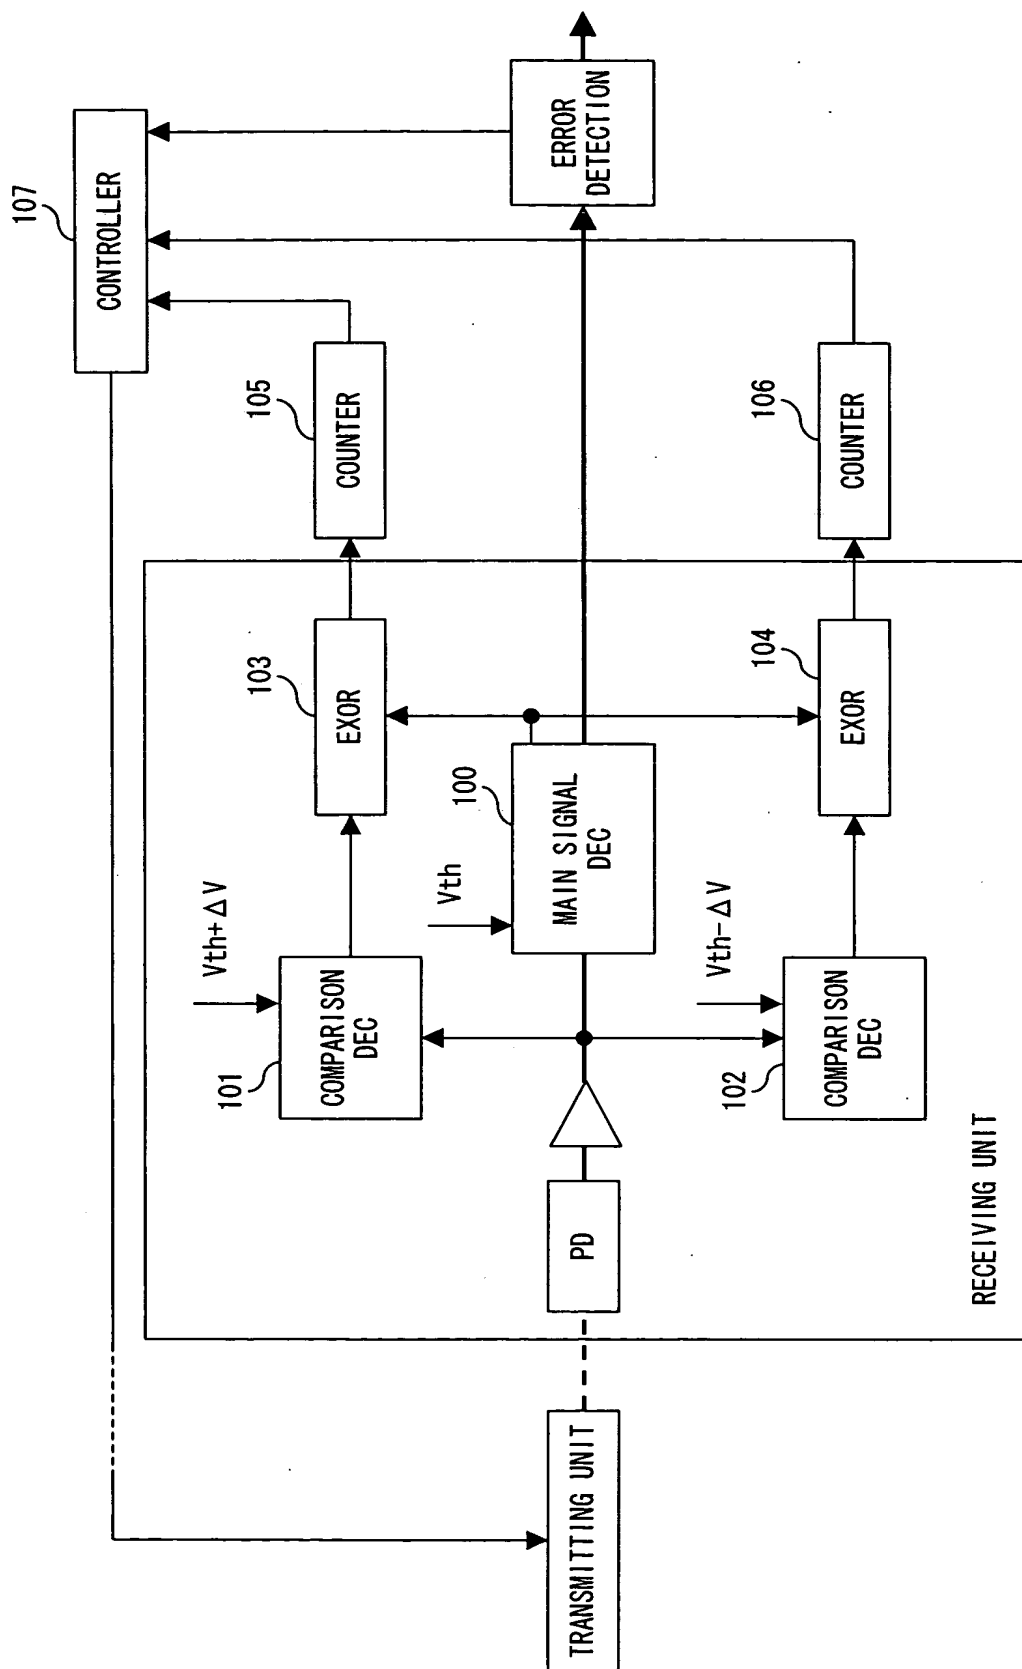 107
CONTROLLER
ERROR
DETECTION
105
COUNTER
106
COUNTER
103
EXOR
104
EXOR
100
MAIN SIGNAL
DEC
Vth
Vth+ΔV
101
COMPARISON
DEC
Vth-ΔV
102
COMPARISON
DEC
PD
RECEIVING UNIT
TRANSMITTING UNIT